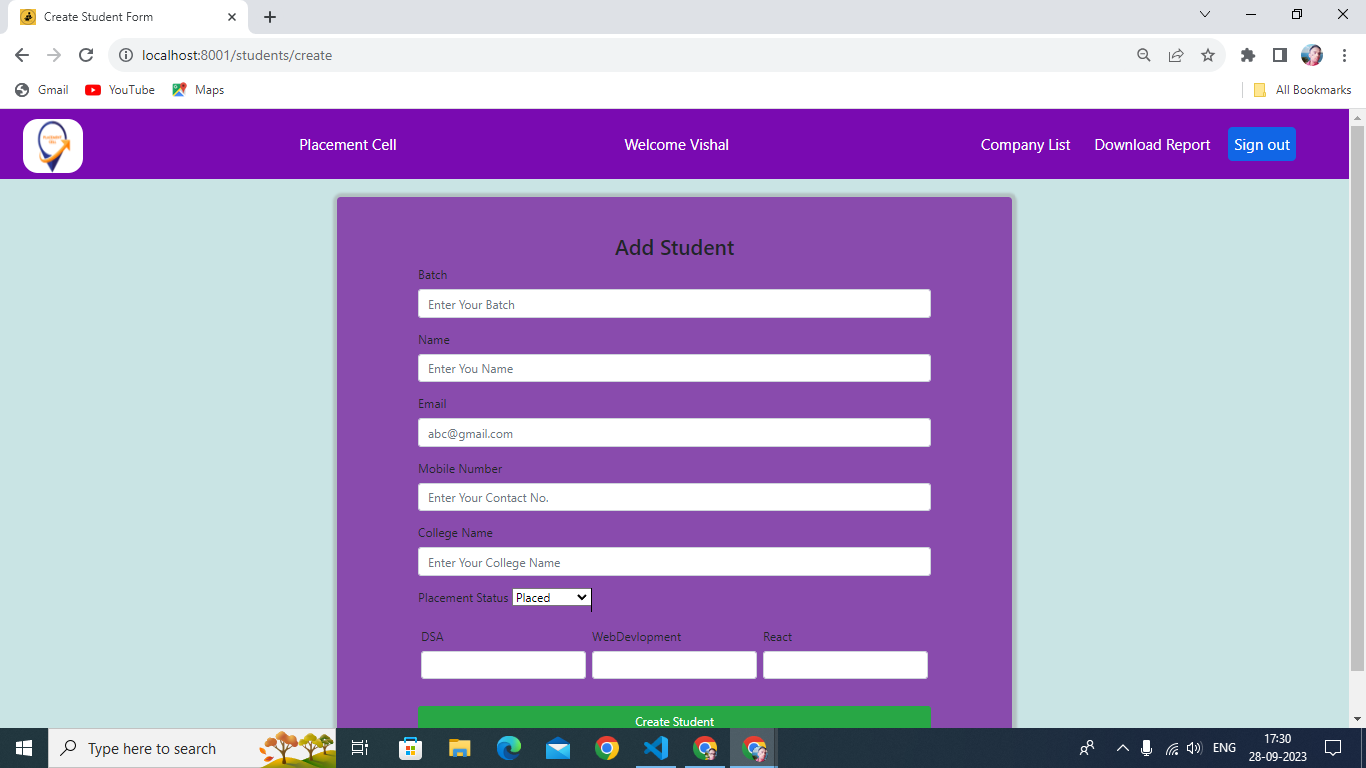 Create Student Form
localhost:8001/students/create
Gmail YouTube Maps All Bookmarks
Placement Cell Welcome Vishal Company List Download Report Sign out
Add Student
Batch
Enter Your Batch
Name
Enter You Name
Email
abc@gmail.com
Mobile Number
Enter Your Contact No.
College Name
Enter Your College Name
Placement Status Placed
DSA WebDevlopment React
Create Student
Type here to search ENG 17:30
28-09-2023